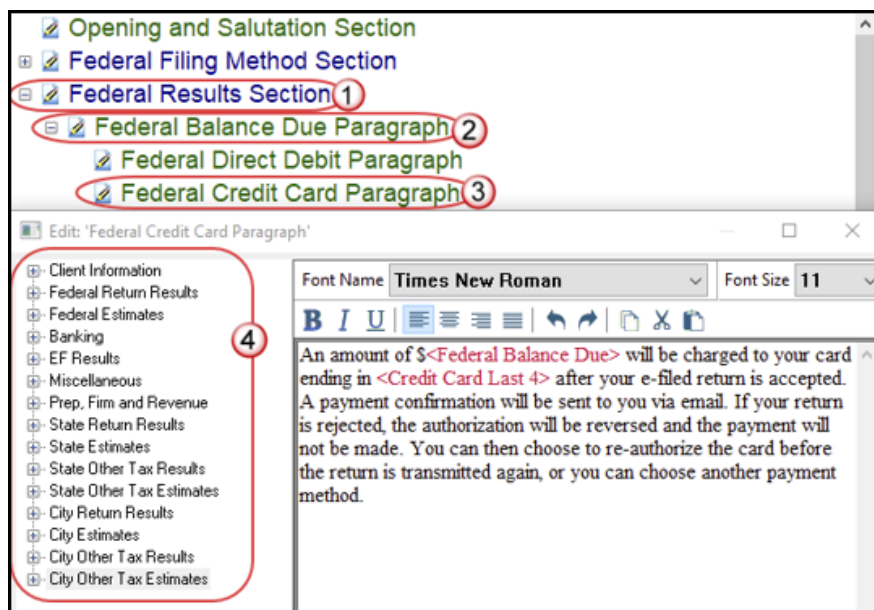 Opening and Salutation Section
Federal Filing Method Section
Federal Results Section 1
Federal Balance Due Paragraph 2
Federal Direct Debit Paragraph
Federal Credit Card Paragraph 3
Edit: 'Federal Credit Card Paragraph'
Client Information
Federal Return Results
Federal Estimates
Banking
EF Results
Miscellaneous
Prep, Firm and Revenue
State Return Results
State Estimates
State Other Tax Results
State Other Tax Estimates
City Return Results
City Estimates
City Other Tax Results
City Other Tax Estimates
4
Font Name Times New Roman Font Size 11
B I U
An amount of $<Federal Balance Due> will be charged to your card
ending in <Credit Card Last 4> after your e-filed return is accepted.
A payment confirmation will be sent to you via email. If your return
is rejected, the authorization will be reversed and the payment will
not be made. You can then choose to re-authorize the card before
the return is transmitted again, or you can choose another payment
method.